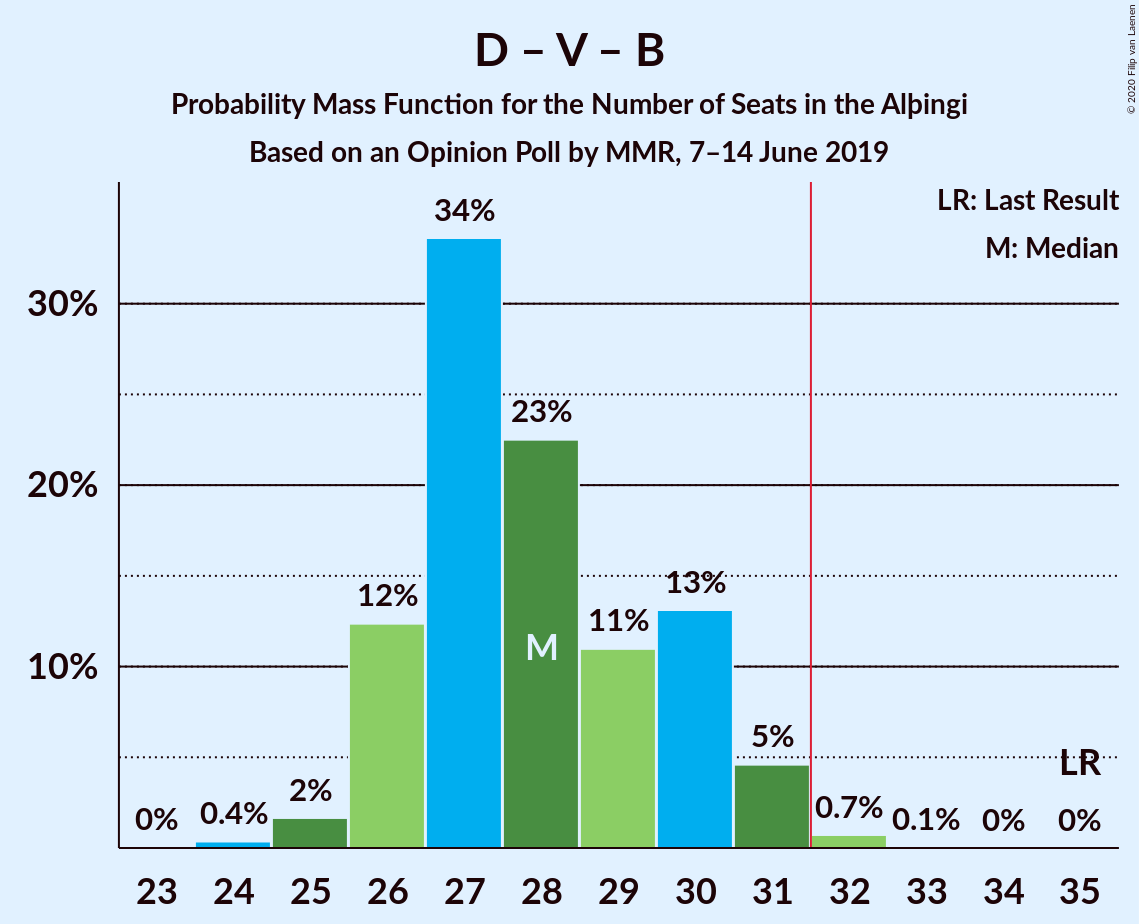 D – V – B
Probability Mass Function for the Number of Seats in the Alþingi
Based on an Opinion Poll by MMR, 7–14 June 2019
© 2020 Filip van Laenen
LR: Last Result
M: Median
30%
20%
10%
0%
0.4%
2%
12%
34%
23%
M
11%
13%
5%
0.7%
0.1%
0%
LR
0%
23 24 25 26 27 28 29 30 31 32 33 34 35